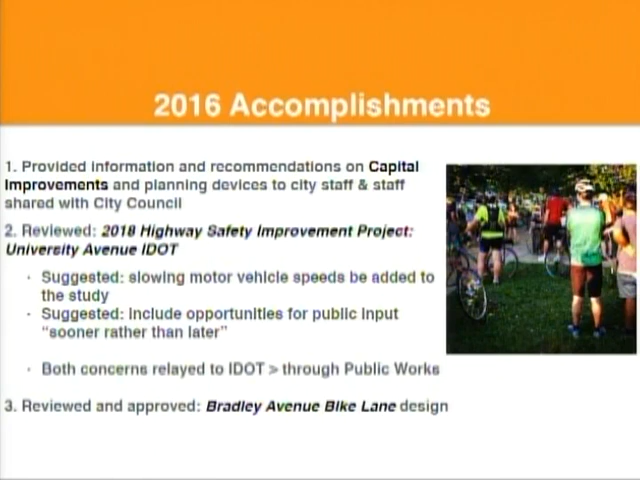 2016 Accomplishments
1. Provided information and recommendations on Capital
Improvements and planning devices to city staff & staff
shared with City Council
2. Reviewed: 2018 Highway Safety Improvement Project:
University Avenue IDOT
· Suggested: slowing motor vehicle speeds be added to
the study
· Suggested: include opportunities for public input
“sooner rather than later”
· Both concerns relayed to IDOT > through Public Works
3. Reviewed and approved: Bradley Avenue Bike Lane design